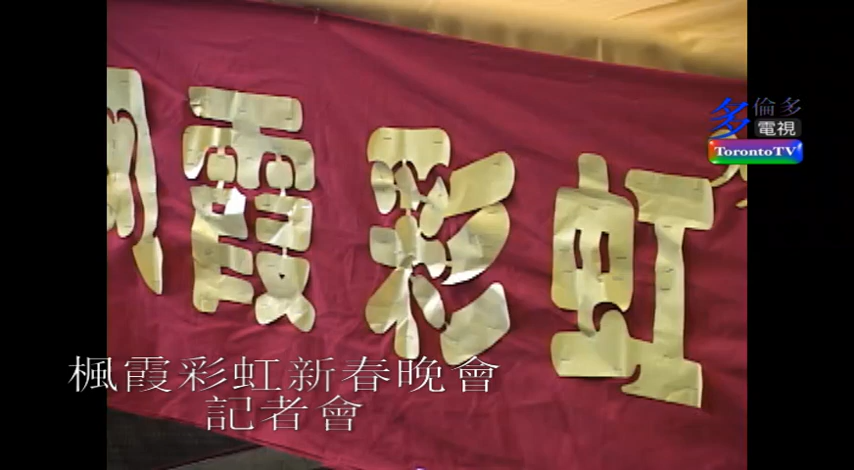 霞彩虹
多 倫多
電視
TorontoTV
楓霞彩虹新春晚會
記者會